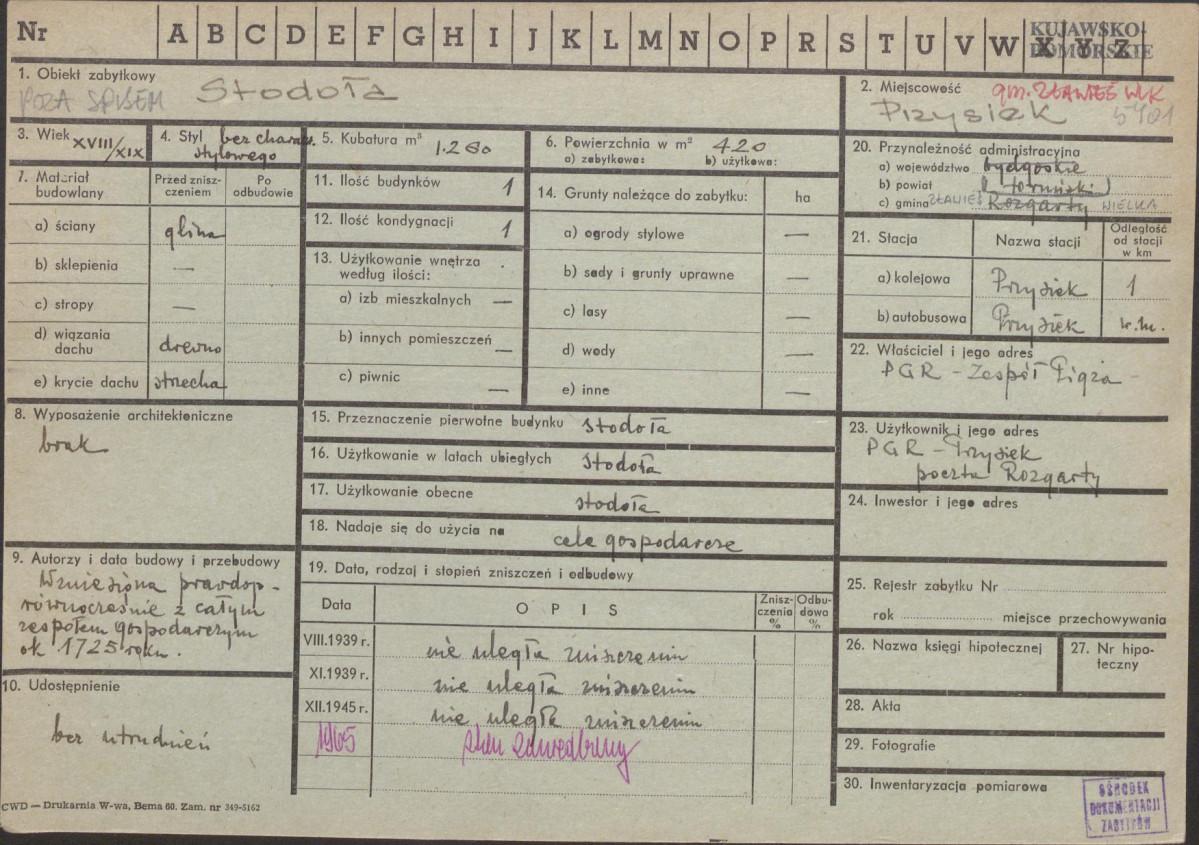 Nr A B C D E F G H I J K L M N O P R S T U V W X Y Z
KUJAWSKO-
POMORSKIE
1. Obiekt zabytkowy
POZA SPISEM Stodoła
2. Miejscowość gm. ZŁAWIEŚ WLK
Przysiek 5401
3. Wiek XVIII/XIX
4. Styl bez charakt.
stylowego
5. Kubatura m³ 1.260
6. Powierzchnia w m² 420
a) zabytkowa: b) użytkowa:
7. Materiał budowlany
Przed zniszczeniem
Po odbudowie
a) ściany glina
b) sklepienia —
c) stropy —
d) wiązania dachu drewno
e) krycie dachu strzecha
8. Wyposażenie architektoniczne
brak
9. Autorzy i data budowy i przebudowy
Wzniesiona prawdop-
równocześnie z całym
zespołem gospodarczym
ok 1725 roku.
10. Udostępnienie
bez utrudnień
11. Ilość budynków 1
12. Ilość kondygnacji 1
13. Użytkowanie wnętrza
według ilości:
a) izb mieszkalnych —
b) innych pomieszczeń —
c) piwnic —
14. Grunty należące do zabytku: ha
a) ogrody stylowe —
b) sady i grunty uprawne —
c) lasy —
d) wody —
e) inne —
15. Przeznaczenie pierwotne budynku stodoła
16. Użytkowanie w latach ubiegłych stodoła
17. Użytkowanie obecne stodoła
18. Nadaje się do użycia na cele gospodarcze
19. Data, rodzaj i stopień zniszczeń i odbudowy
Data OPIS Zniszczenia % Odbudowa %
VIII.1939 r. nie uległa zniszczeniu
XI.1939 r. nie uległa zniszczeniu
XII.1945 r. nie uległa zniszczeniu
1965 stan zaniedbany
20. Przynależność administracyjna
a) województwo bydgoskie
b) powiat (toruński)
c) gmina ZŁAWIEŚ Rozgarty WIELKA
21. Stacja Nazwa stacji Odległość
od stacji
w km
a) kolejowa Przysiek 1
b) autobusowa Przysiek w.m.
22. Właściciel i jego adres
PGR – Zespół Pigża –
23. Użytkownik i jego adres
PGR – Przysiek
poczta Rozgarty
24. Inwestor i jego adres
25. Rejestr zabytku Nr
rok miejsce przechowywania
26. Nazwa księgi hipotecznej
27. Nr hipoteczny
28. Akta
29. Fotografie
30. Inwentaryzacja pomiarowa
OŚRODEK
DOKUMENTACJI
ZABYTKÓW
CWD — Drukarnia W-wa, Bema 60. Zam. nr 349-5162